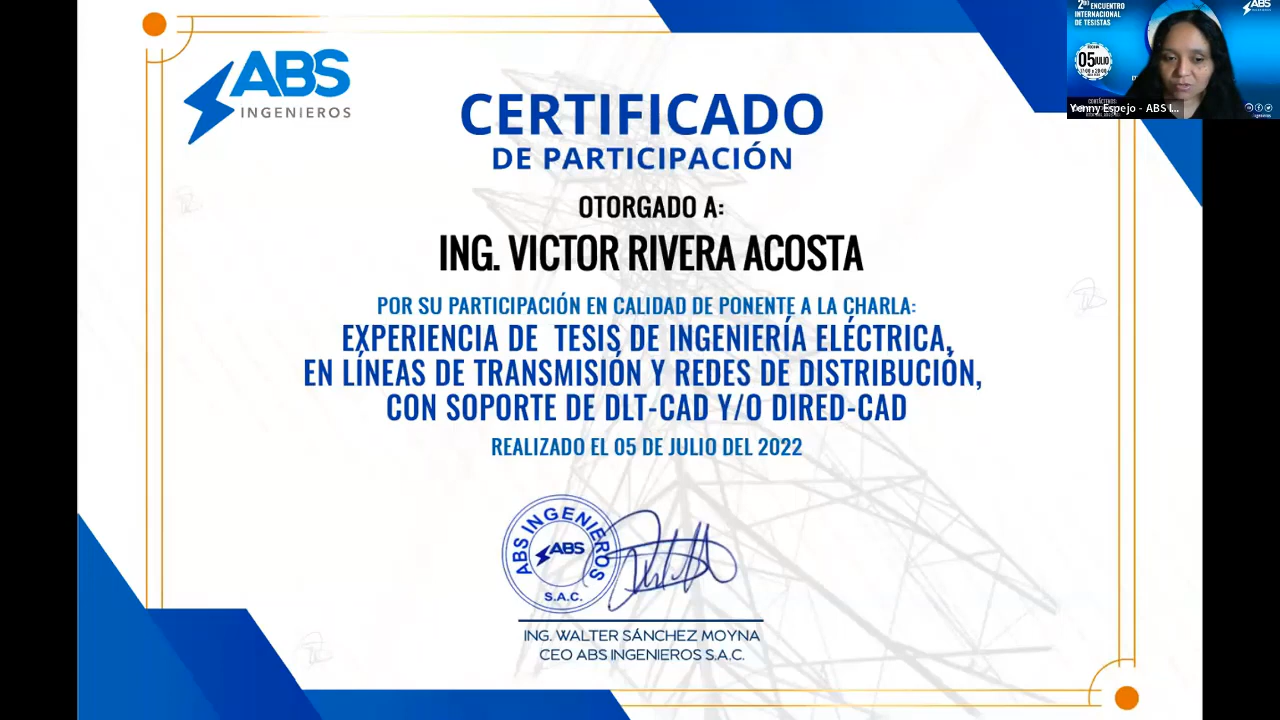 ABS
INGENIEROS
CERTIFICADO
DE PARTICIPACIÓN
OTORGADO A:
ING. VICTOR RIVERA ACOSTA
POR SU PARTICIPACIÓN EN CALIDAD DE PONENTE A LA CHARLA:
EXPERIENCIA DE TESIS DE INGENIERÍA ELÉCTRICA,
EN LÍNEAS DE TRANSMISIÓN Y REDES DE DISTRIBUCIÓN,
CON SOPORTE DE DLT-CAD Y/O DIRED-CAD
REALIZADO EL 05 DE JULIO DEL 2022
ABS INGENIEROS
ABS
S.A.C.
ING. WALTER SÁNCHEZ MOYNA
CEO ABS INGENIEROS S.A.C.
2DO ENCUENTRO
INTERNACIONAL
DE TESISTAS
ABS
05 JULIO
Yenny Espejo - ABS I...